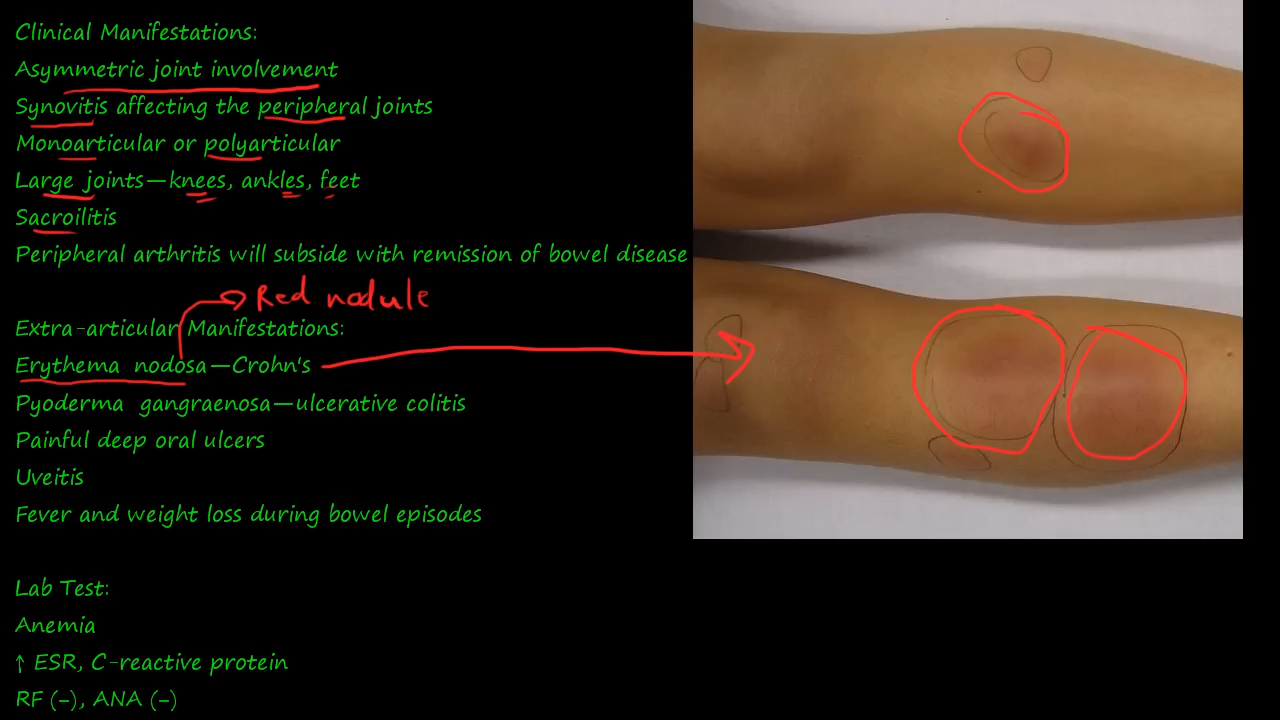 Clinical Manifestations:
Asymmetric joint involvement
Synovitis affecting the peripheral joints
Monoarticular or polyarticular
Large joints—knees, ankles, feet
Sacroilitis
Peripheral arthritis will subside with remission of bowel disease
Red nodule
Extra-articular Manifestations:
Erythema nodosa—Crohn's
Pyoderma gangraenosa—ulcerative colitis
Painful deep oral ulcers
Uveitis
Fever and weight loss during bowel episodes
Lab Test:
Anemia
↑ ESR, C-reactive protein
RF (-), ANA (-)